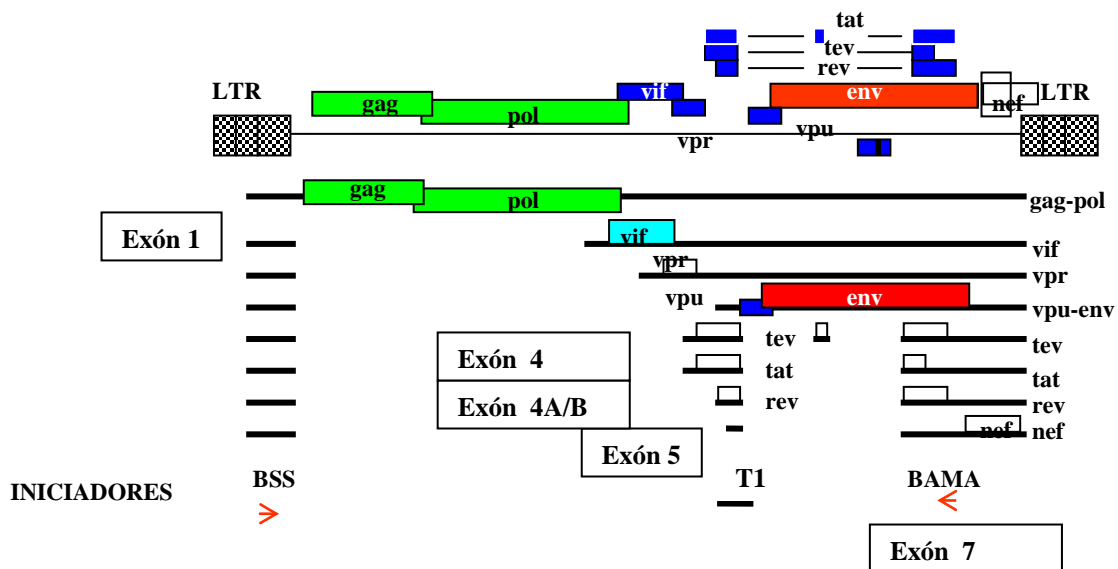 tat
tev
rev
LTR
gag
pol
vif
vpr
vpu
env
nef
LTR
gag
pol
gag-pol
Exón 1
vif
vif
vpr
vpr
vpu
env
vpu-env
Exón 4
tev
tev
tat
tat
Exón 4A/B
rev
rev
Exón 5
nef
nef
INICIADORES
BSS
T1
BAMA
Exón 7